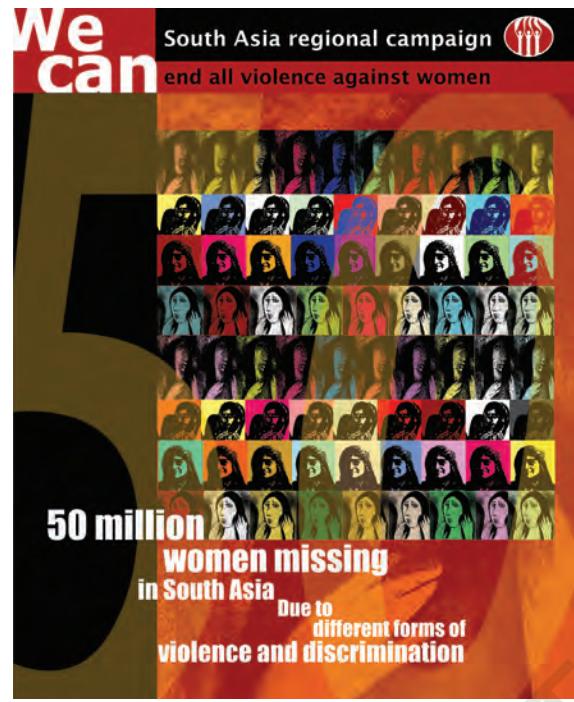 We
can
South Asia regional campaign
end all violence against women
50
50 million
women missing
in South Asia
Due to
different forms of
violence and discrimination